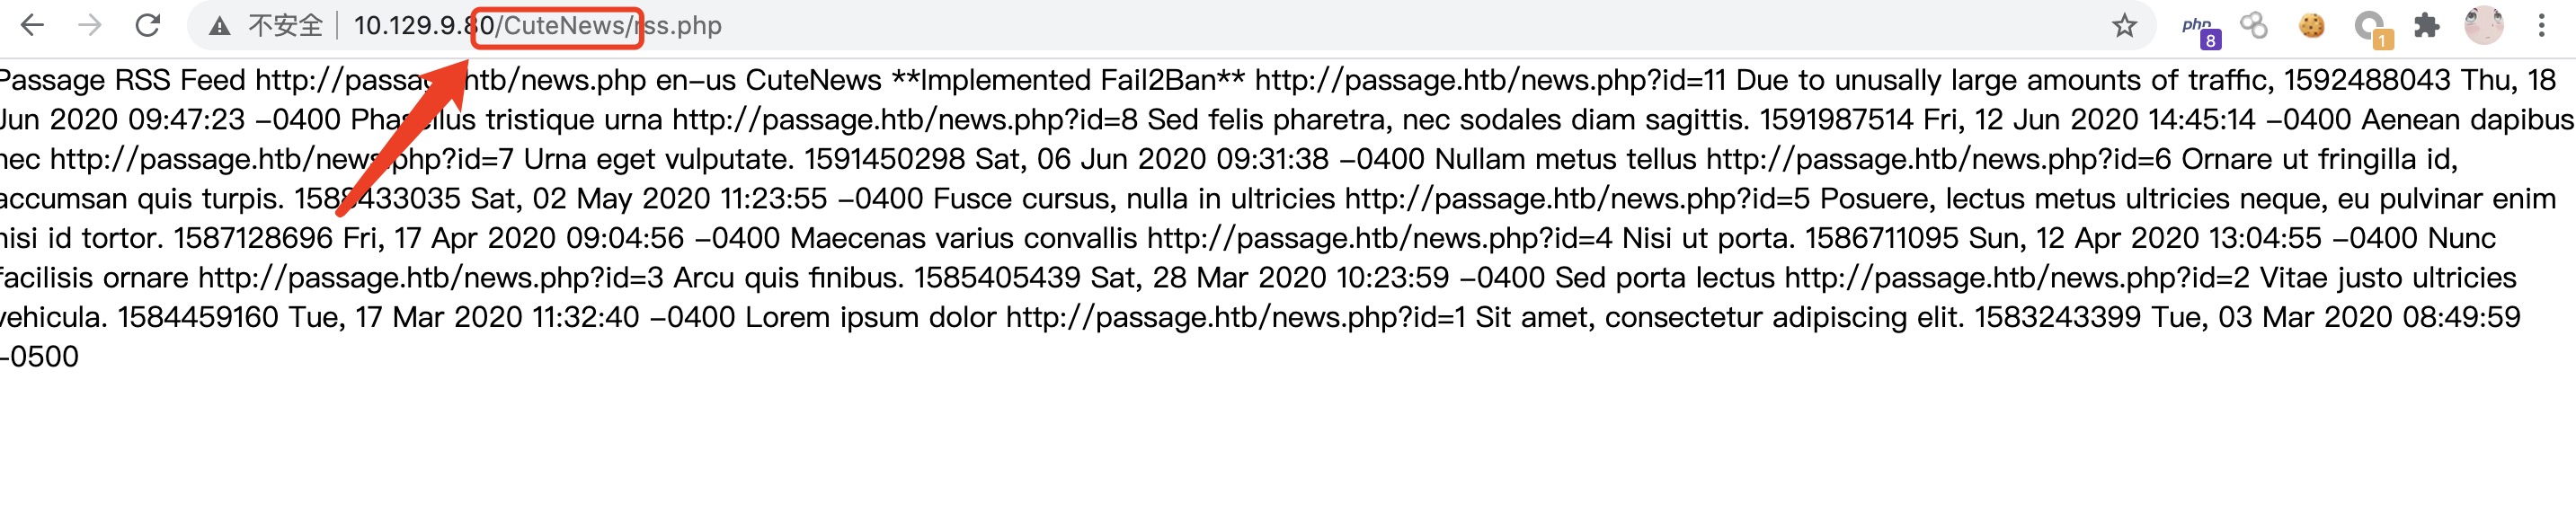 不安全 10.129.9.80/CuteNews/rss.php php 8 1
Passage RSS Feed http://passage.htb/news.php en-us CuteNews **Implemented Fail2Ban** http://passage.htb/news.php?id=11 Due to unusally large amounts of traffic, 1592488043 Thu, 18
Jun 2020 09:47:23 -0400 Phasellus tristique urna http://passage.htb/news.php?id=8 Sed felis pharetra, nec sodales diam sagittis. 1591987514 Fri, 12 Jun 2020 14:45:14 -0400 Aenean dapibus
nec http://passage.htb/news.php?id=7 Urna eget vulputate. 1591450298 Sat, 06 Jun 2020 09:31:38 -0400 Nullam metus tellus http://passage.htb/news.php?id=6 Ornare ut fringilla id,
accumsan quis turpis. 1588433035 Sat, 02 May 2020 11:23:55 -0400 Fusce cursus, nulla in ultricies http://passage.htb/news.php?id=5 Posuere, lectus metus ultricies neque, eu pulvinar enim
nisi id tortor. 1587128696 Fri, 17 Apr 2020 09:04:56 -0400 Maecenas varius convallis http://passage.htb/news.php?id=4 Nisi ut porta. 1586711095 Sun, 12 Apr 2020 13:04:55 -0400 Nunc
facilisis ornare http://passage.htb/news.php?id=3 Arcu quis finibus. 1585405439 Sat, 28 Mar 2020 10:23:59 -0400 Sed porta lectus http://passage.htb/news.php?id=2 Vitae justo ultricies
vehicula. 1584459160 Tue, 17 Mar 2020 11:32:40 -0400 Lorem ipsum dolor http://passage.htb/news.php?id=1 Sit amet, consectetur adipiscing elit. 1583243399 Tue, 03 Mar 2020 08:49:59
-0500